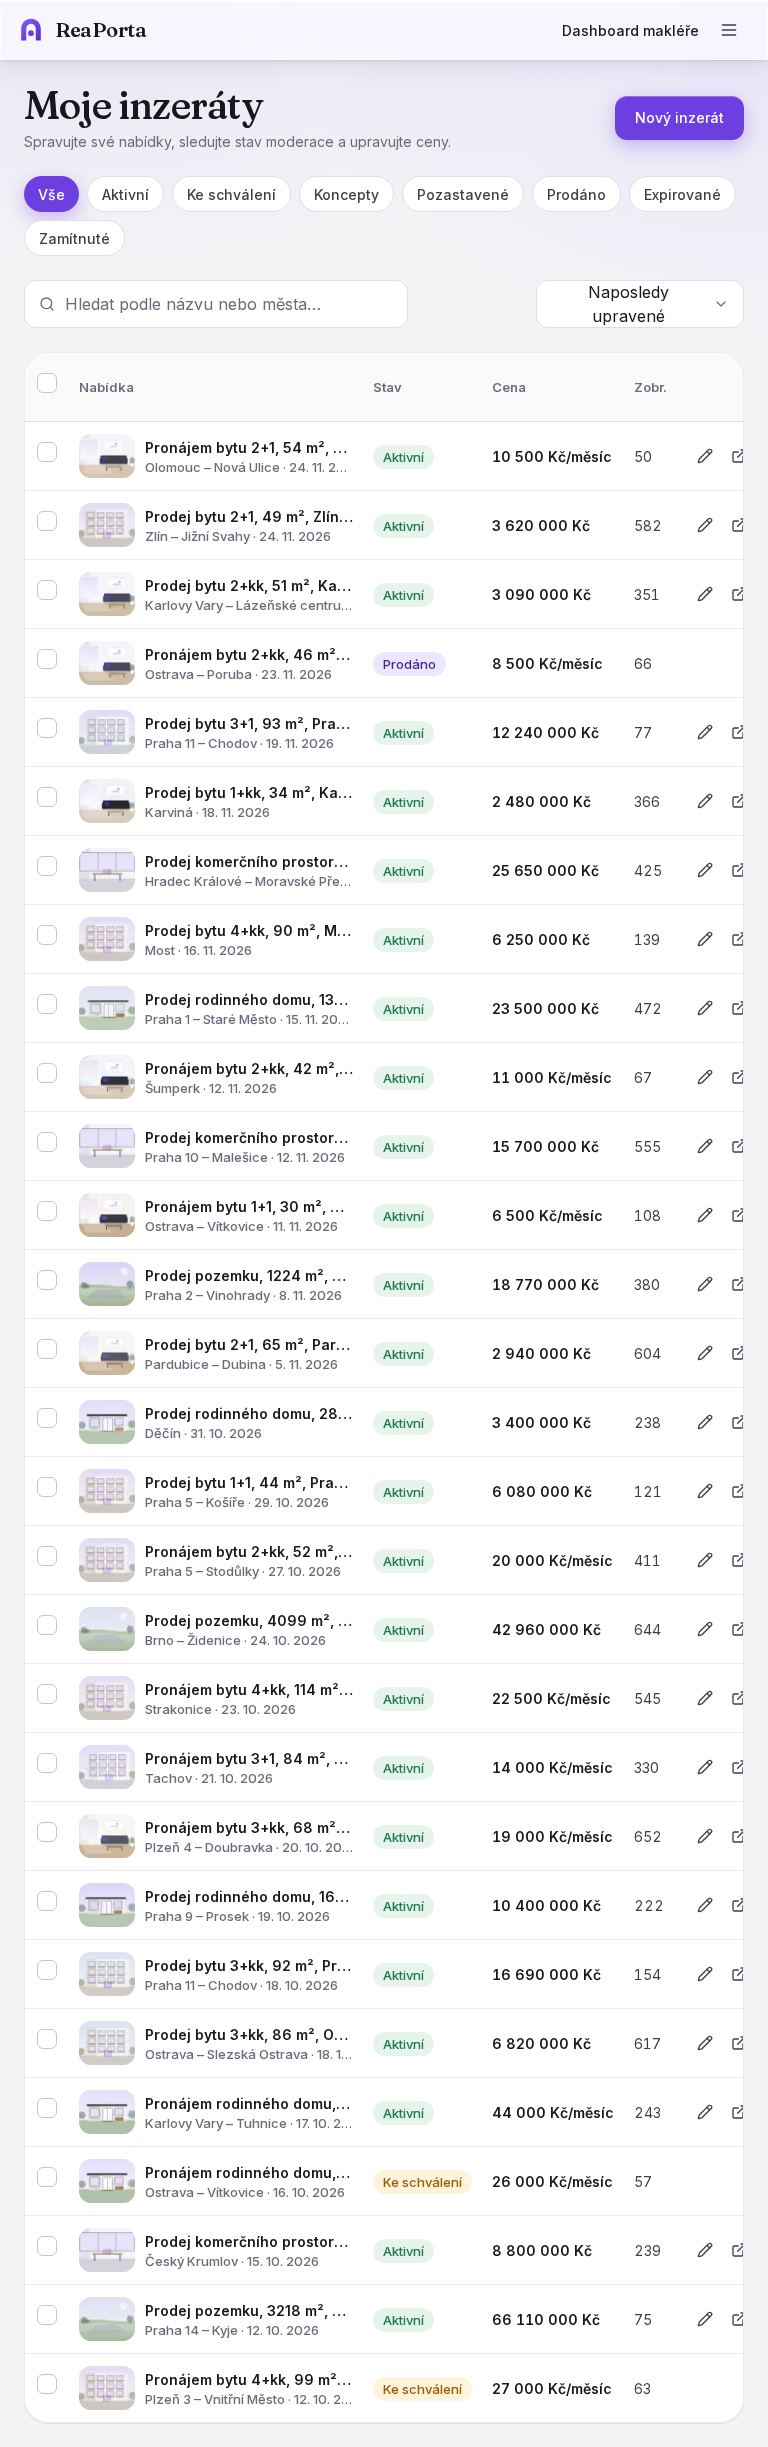 ReaPorta
Dashboard makléře
Moje inzeráty
Spravujte své nabídky, sledujte stav moderace a upravujte ceny.
Nový inzerát
Vše Aktivní Ke schválení Koncepty Pozastavené Prodáno Expirované
Zamítnuté
Hledat podle názvu nebo města…
Naposledy
upravené
Nabídka Stav Cena Zobr.
Pronájem bytu 2+1, 54 m², …
Olomouc – Nová Ulice · 24. 11. 2…
Aktivní 10 500 Kč/měsíc 50
Prodej bytu 2+1, 49 m², Zlín…
Zlín – Jižní Svahy · 24. 11. 2026
Aktivní 3 620 000 Kč 582
Prodej bytu 2+kk, 51 m², Ka…
Karlovy Vary – Lázeňské centru…
Aktivní 3 090 000 Kč 351
Pronájem bytu 2+kk, 46 m²…
Ostrava – Poruba · 23. 11. 2026
Prodáno 8 500 Kč/měsíc 66
Prodej bytu 3+1, 93 m², Pra…
Praha 11 – Chodov · 19. 11. 2026
Aktivní 12 240 000 Kč 77
Prodej bytu 1+kk, 34 m², Ka…
Karviná · 18. 11. 2026
Aktivní 2 480 000 Kč 366
Prodej komerčního prostor…
Hradec Králové – Moravské Pře…
Aktivní 25 650 000 Kč 425
Prodej bytu 4+kk, 90 m², M…
Most · 16. 11. 2026
Aktivní 6 250 000 Kč 139
Prodej rodinného domu, 13…
Praha 1 – Staré Město · 15. 11. 20…
Aktivní 23 500 000 Kč 472
Pronájem bytu 2+kk, 42 m²,…
Šumperk · 12. 11. 2026
Aktivní 11 000 Kč/měsíc 67
Prodej komerčního prostor…
Praha 10 – Malešice · 12. 11. 2026
Aktivní 15 700 000 Kč 555
Pronájem bytu 1+1, 30 m², …
Ostrava – Vítkovice · 11. 11. 2026
Aktivní 6 500 Kč/měsíc 108
Prodej pozemku, 1224 m², …
Praha 2 – Vinohrady · 8. 11. 2026
Aktivní 18 770 000 Kč 380
Prodej bytu 2+1, 65 m², Par…
Pardubice – Dubina · 5. 11. 2026
Aktivní 2 940 000 Kč 604
Prodej rodinného domu, 28…
Děčín · 31. 10. 2026
Aktivní 3 400 000 Kč 238
Prodej bytu 1+1, 44 m², Pra…
Praha 5 – Košíře · 29. 10. 2026
Aktivní 6 080 000 Kč 121
Pronájem bytu 2+kk, 52 m²,…
Praha 5 – Stodůlky · 27. 10. 2026
Aktivní 20 000 Kč/měsíc 411
Prodej pozemku, 4099 m², …
Brno – Židenice · 24. 10. 2026
Aktivní 42 960 000 Kč 644
Pronájem bytu 4+kk, 114 m²…
Strakonice · 23. 10. 2026
Aktivní 22 500 Kč/měsíc 545
Pronájem bytu 3+1, 84 m², …
Tachov · 21. 10. 2026
Aktivní 14 000 Kč/měsíc 330
Pronájem bytu 3+kk, 68 m²…
Plzeň 4 – Doubravka · 20. 10. 20…
Aktivní 19 000 Kč/měsíc 652
Prodej rodinného domu, 16…
Praha 9 – Prosek · 19. 10. 2026
Aktivní 10 400 000 Kč 222
Prodej bytu 3+kk, 92 m², Pr…
Praha 11 – Chodov · 18. 10. 2026
Aktivní 16 690 000 Kč 154
Prodej bytu 3+kk, 86 m², O…
Ostrava – Slezská Ostrava · 18. 1…
Aktivní 6 820 000 Kč 617
Pronájem rodinného domu,…
Karlovy Vary – Tuhnice · 17. 10. 2…
Aktivní 44 000 Kč/měsíc 243
Pronájem rodinného domu,…
Ostrava – Vítkovice · 16. 10. 2026
Ke schválení 26 000 Kč/měsíc 57
Prodej komerčního prostor…
Český Krumlov · 15. 10. 2026
Aktivní 8 800 000 Kč 239
Prodej pozemku, 3218 m², …
Praha 14 – Kyje · 12. 10. 2026
Aktivní 66 110 000 Kč 75
Pronájem bytu 4+kk, 99 m²…
Plzeň 3 – Vnitřní Město · 12. 10. 2…
Ke schválení 27 000 Kč/měsíc 63